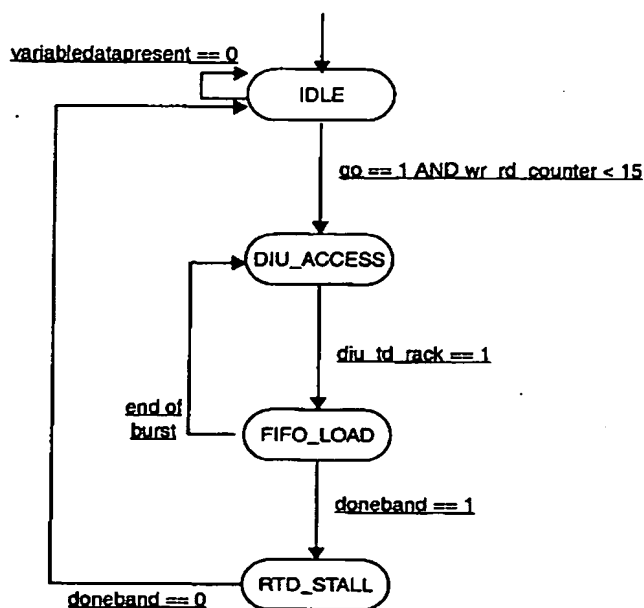 variabledatapresent == 0
IDLE
go == 1 AND wr_rd_counter < 15
DIU_ACCESS
diu_td_rack == 1
end of
burst
FIFO_LOAD
doneband == 1
RTD_STALL
doneband == 0